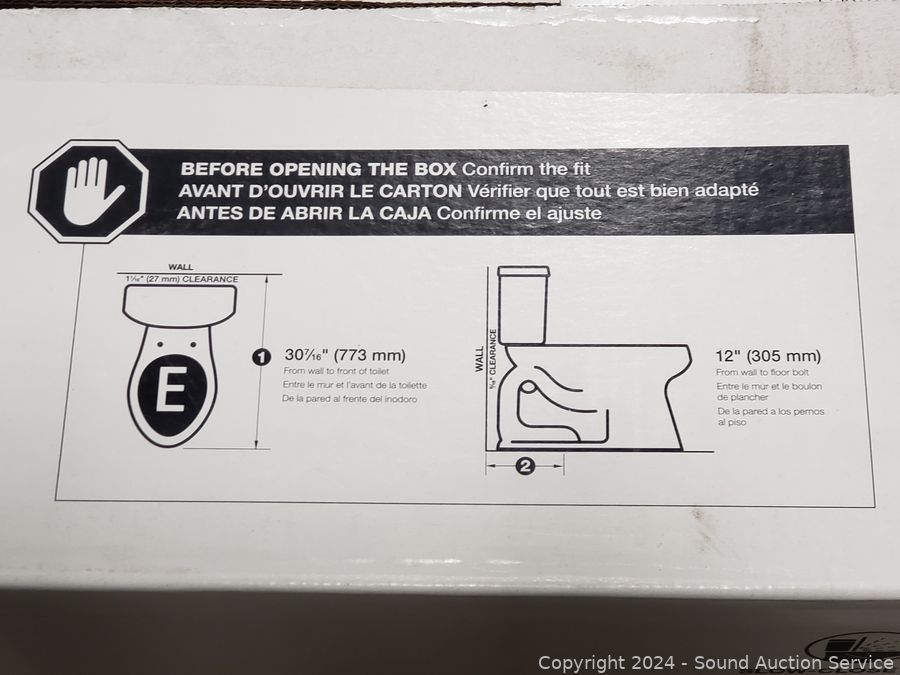 BEFORE OPENING THE BOX Confirm the fit
AVANT D'OUVRIR LE CARTON Vérifier que tout est bien adapté
ANTES DE ABRIR LA CAJA Confirme el ajuste
WALL
1 1/16" (27 mm) CLEARANCE
E
1
30 7/16" (773 mm)
From wall to front of toilet
Entre le mur et l'avant de la toilette
De la pared al frente del inodoro
WALL
CLEARANCE
2
12" (305 mm)
From wall to floor bolt
Entre le mur et le boulon
de plancher
De la pared a los pernos
al piso
SLOW-CLOSE
Copyright 2024 - Sound Auction Service